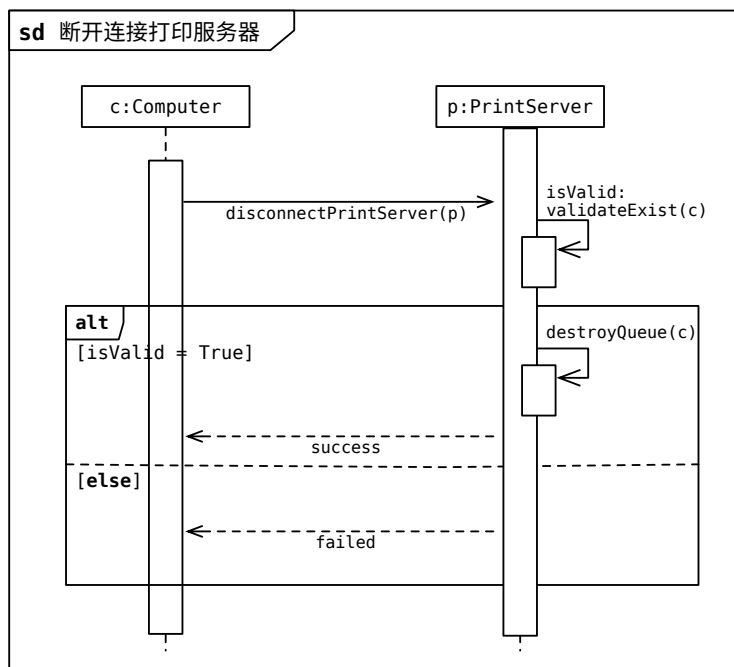 sd 断开连接打印服务器
c:Computer
p:PrintServer
disconnectPrintServer(p)
isValid:
validateExist(c)
alt
[isValid = True]
destroyQueue(c)
success
[else]
failed